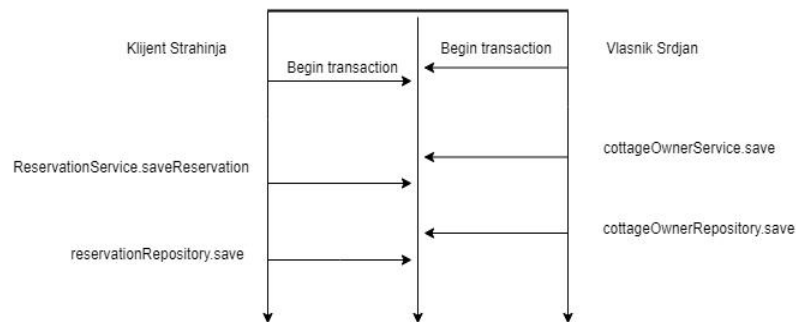 Klijent Strahinja
Begin transaction
Vlasnik Srdjan
Begin transaction
cottageOwnerService.save
ReservationService.saveReservation
cottageOwnerRepository.save
reservationRepository.save